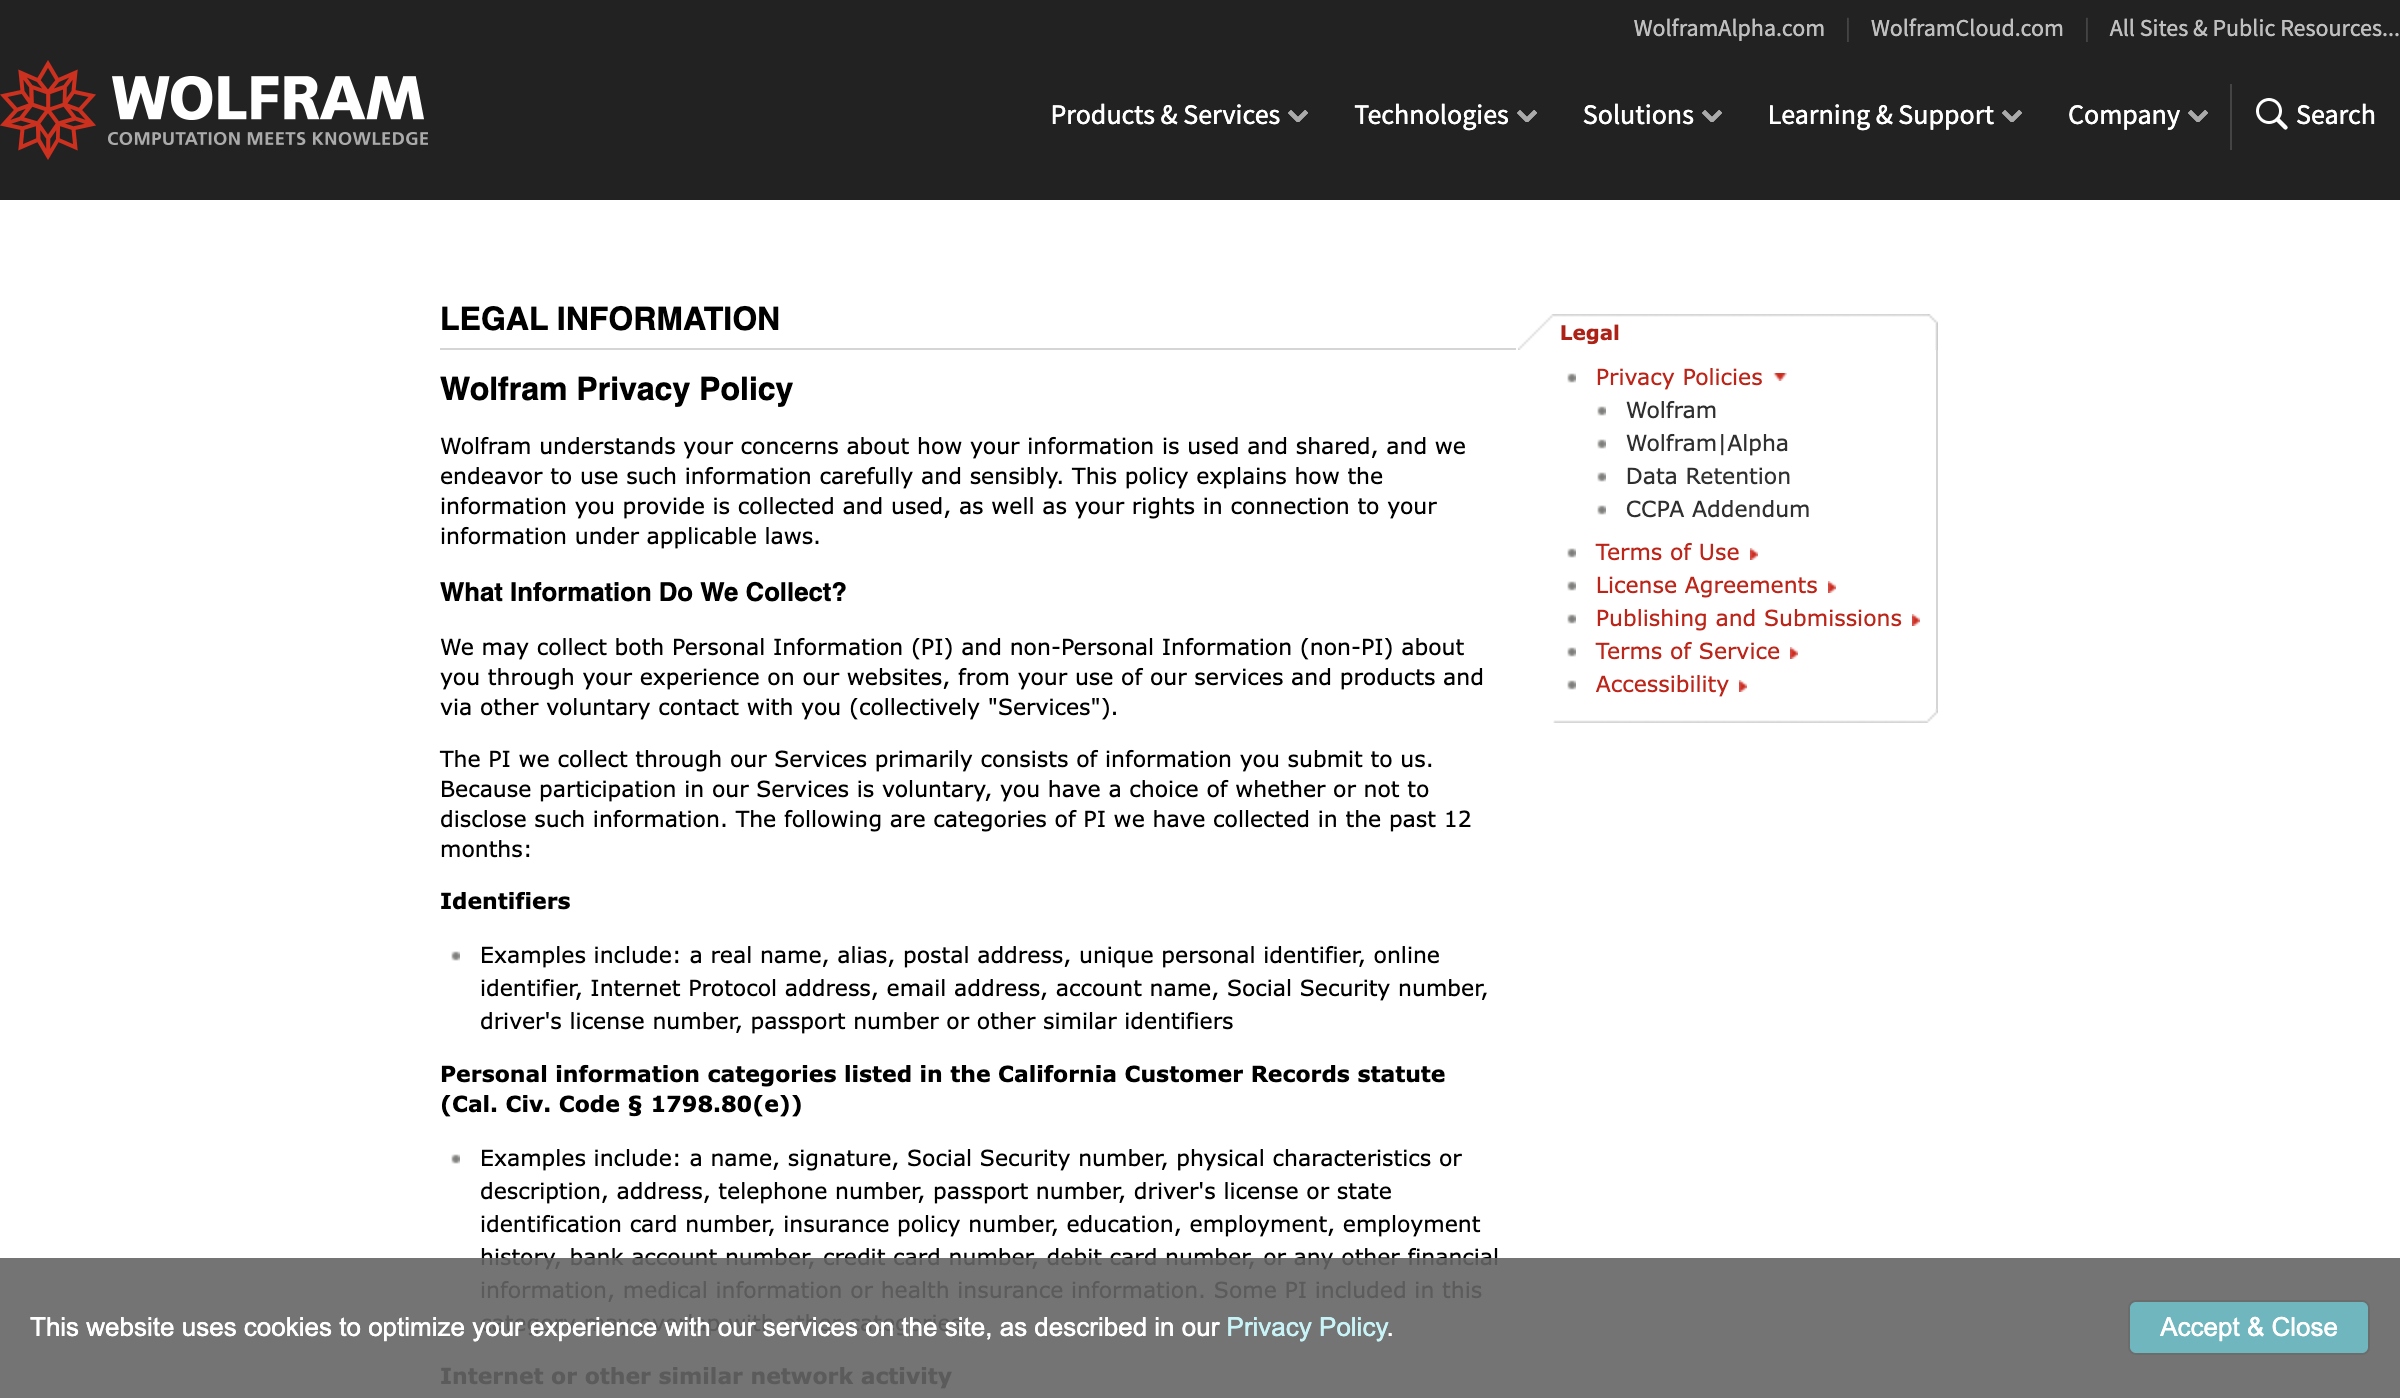 WolframAlpha.com
WolframCloud.com
All Sites & Public Resources...
WOLFRAM
COMPUTATION MEETS KNOWLEDGE
Products & Services
Technologies
Solutions
Learning & Support
Company
Search
LEGAL INFORMATION
Wolfram Privacy Policy
Wolfram understands your concerns about how your information is used and shared, and we
endeavor to use such information carefully and sensibly. This policy explains how the
information you provide is collected and used, as well as your rights in connection to your
information under applicable laws.
What Information Do We Collect?
We may collect both Personal Information (PI) and non-Personal Information (non-PI) about
you through your experience on our websites, from your use of our services and products and
via other voluntary contact with you (collectively "Services").
The PI we collect through our Services primarily consists of information you submit to us.
Because participation in our Services is voluntary, you have a choice of whether or not to
disclose such information. The following are categories of PI we have collected in the past 12
months:
Identifiers
Examples include: a real name, alias, postal address, unique personal identifier, online
identifier, Internet Protocol address, email address, account name, Social Security number,
driver's license number, passport number or other similar identifiers
Personal information categories listed in the California Customer Records statute
(Cal. Civ. Code § 1798.80(e))
Examples include: a name, signature, Social Security number, physical characteristics or
description, address, telephone number, passport number, driver's license or state
identification card number, insurance policy number, education, employment, employment
history, bank account number, credit card number, debit card number, or any other financial
information, medical information or health insurance information. Some PI included in this
Internet or other similar network activity
Legal
Privacy Policies
Wolfram
Wolfram|Alpha
Data Retention
CCPA Addendum
Terms of Use
License Agreements
Publishing and Submissions
Terms of Service
Accessibility
This website uses cookies to optimize your experience with our services on the site, as described in our Privacy Policy.
Accept & Close